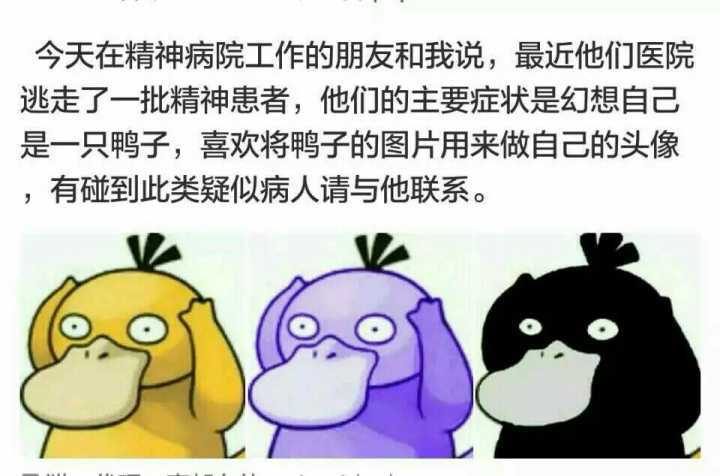 今天在精神病院工作的朋友和我说，最近他们医院
逃走了一批精神患者，他们的主要症状是幻想自己
是一只鸭子，喜欢将鸭子的图片用来做自己的头像
，有碰到此类疑似病人请与他联系。